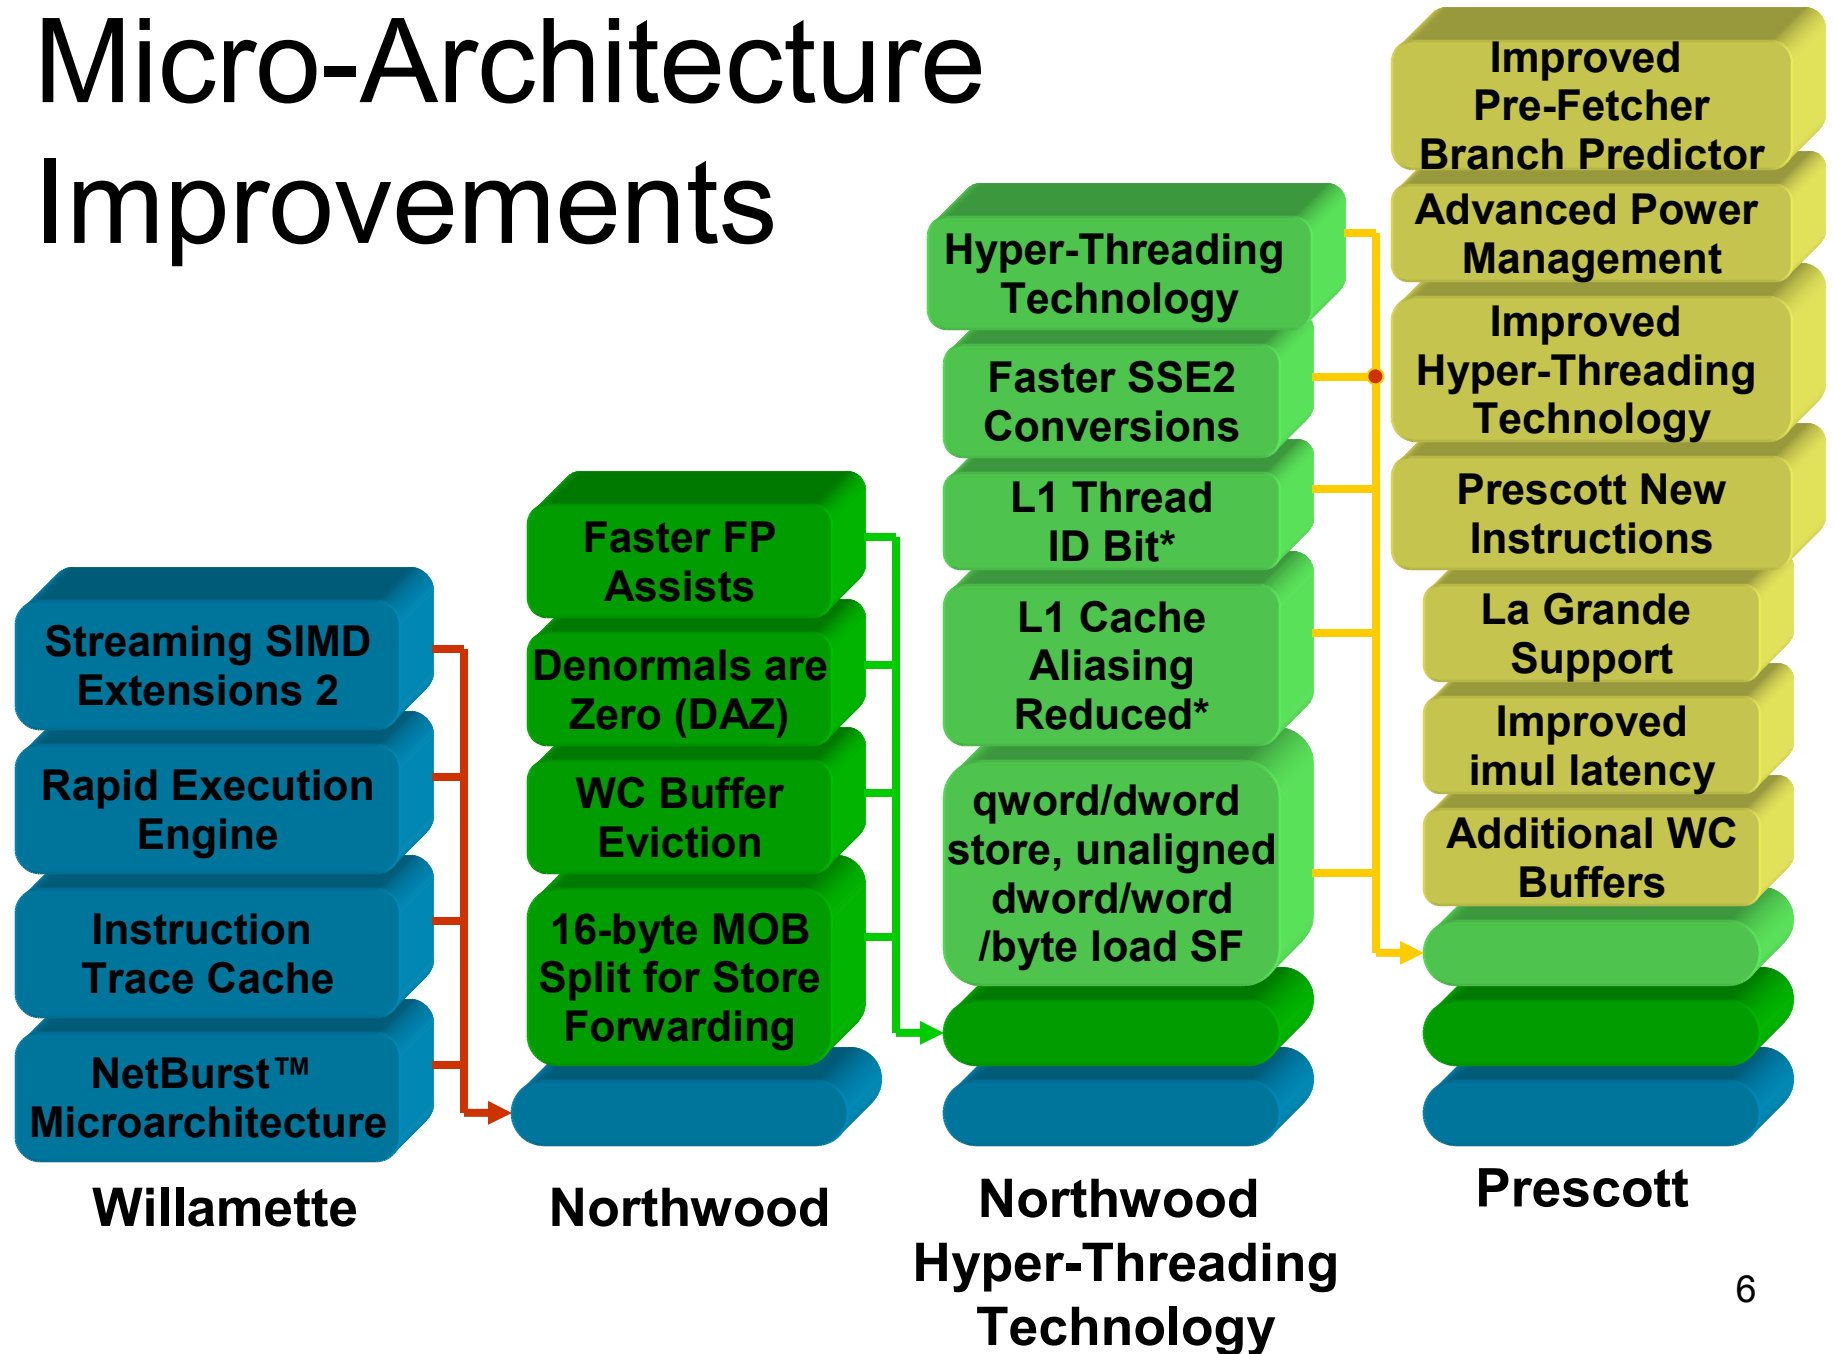 Micro-Architecture
Improvements
Streaming SIMD
Extensions 2
Rapid Execution
Engine
Instruction
Trace Cache
NetBurst™
Microarchitecture
Willamette
Faster FP
Assists
Denormals are
Zero (DAZ)
WC Buffer
Eviction
16-byte MOB
Split for Store
Forwarding
Northwood
Hyper-Threading
Technology
Faster SSE2
Conversions
L1 Thread
ID Bit*
L1 Cache
Aliasing
Reduced*
qword/dword
store, unaligned
dword/word
/byte load SF
Northwood
Hyper-Threading
Technology
Improved
Pre-Fetcher
Branch Predictor
Advanced Power
Management
Improved
Hyper-Threading
Technology
Prescott New
Instructions
La Grande
Support
Improved
imul latency
Additional WC
Buffers
Prescott
6